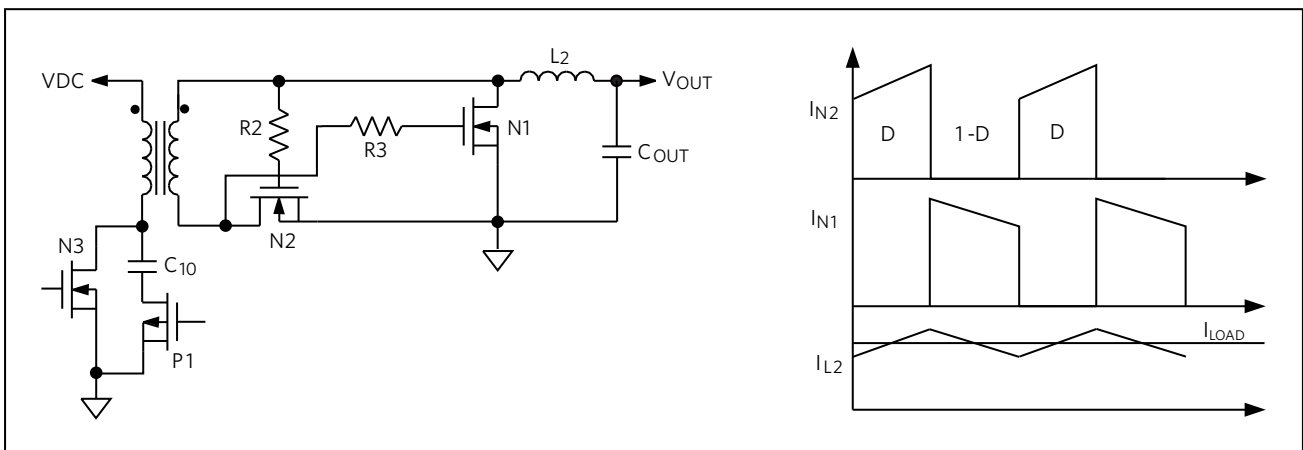 VDC
L2
VOUT
R2
R3
N1
COUT
N2
N3
C10
P1
IN2
D
1-D
D
IN1
ILOAD
IL2